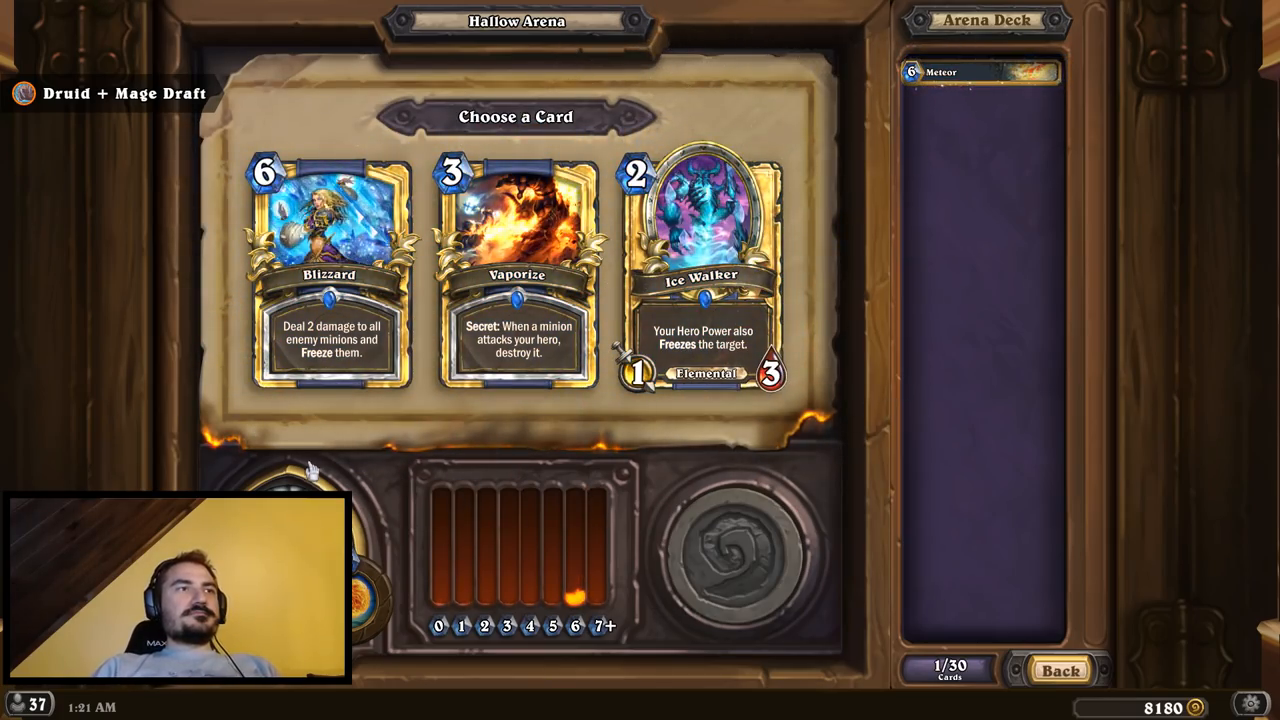 Hallow Arena
Arena Deck
6 Meteor
Druid + Mage Draft
Choose a Card
6
Blizzard
Deal 2 damage to all
enemy minions and
Freeze them.
3
Vaporize
Secret: When a minion
attacks your hero,
destroy it.
2
Ice Walker
Your Hero Power also
Freezes the target.
1 Elemental 3
0 1 2 3 4 5 6 7+
MAX
1/30
Cards
Back
37
1:21 AM
8180